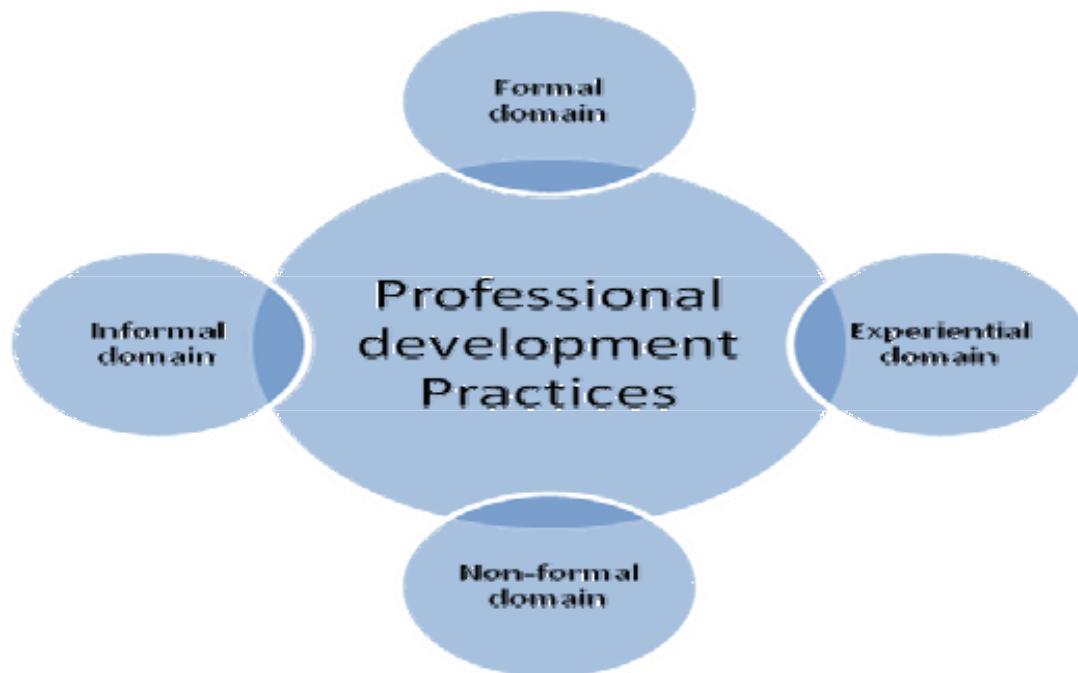 Formal
domain
Informal
domain
Professional
development
Practices
Experiential
domain
Non-formal
domain